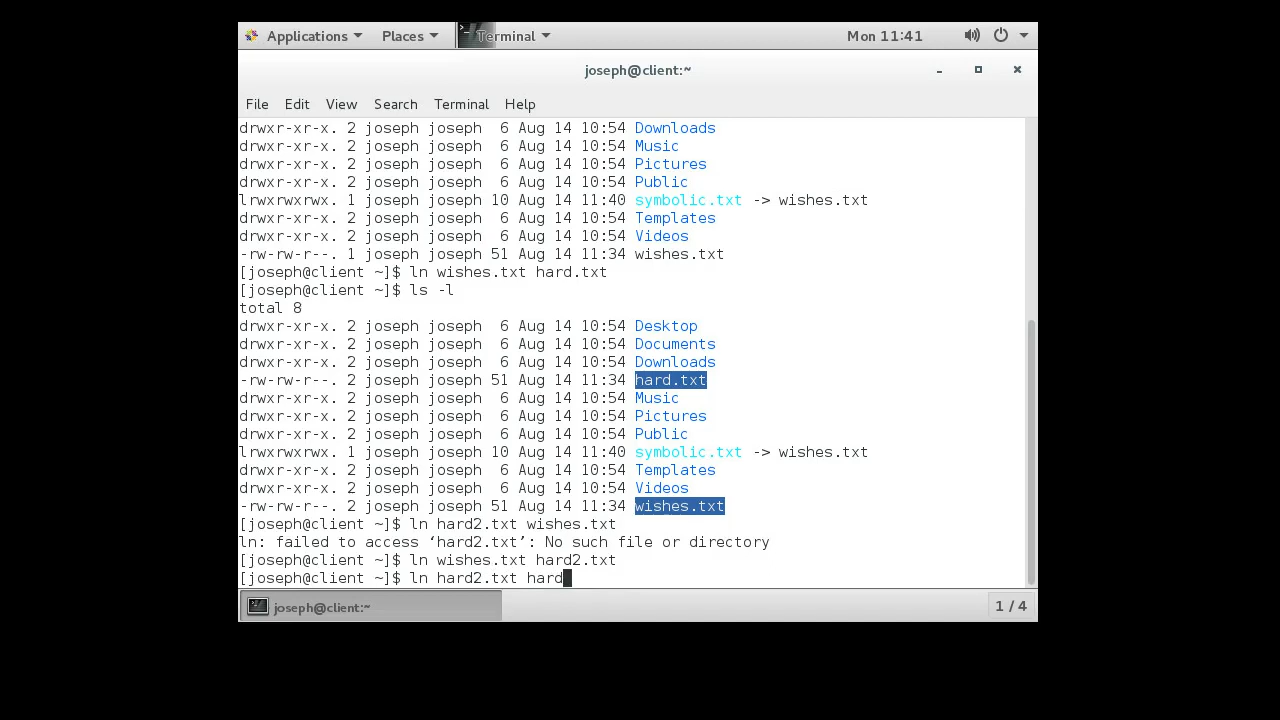 Applications Places Terminal Mon 11:41
joseph@client:~
File Edit View Search Terminal Help
drwxr-xr-x. 2 joseph joseph  6 Aug 14 10:54 Downloads
drwxr-xr-x. 2 joseph joseph  6 Aug 14 10:54 Music
drwxr-xr-x. 2 joseph joseph  6 Aug 14 10:54 Pictures
drwxr-xr-x. 2 joseph joseph  6 Aug 14 10:54 Public
lrwxrwxrwx. 1 joseph joseph 10 Aug 14 11:40 symbolic.txt -> wishes.txt
drwxr-xr-x. 2 joseph joseph  6 Aug 14 10:54 Templates
drwxr-xr-x. 2 joseph joseph  6 Aug 14 10:54 Videos
-rw-rw-r--. 1 joseph joseph 51 Aug 14 11:34 wishes.txt
[joseph@client ~]$ ln wishes.txt hard.txt
[joseph@client ~]$ ls -l
total 8
drwxr-xr-x. 2 joseph joseph  6 Aug 14 10:54 Desktop
drwxr-xr-x. 2 joseph joseph  6 Aug 14 10:54 Documents
drwxr-xr-x. 2 joseph joseph  6 Aug 14 10:54 Downloads
-rw-rw-r--. 2 joseph joseph 51 Aug 14 11:34 hard.txt
drwxr-xr-x. 2 joseph joseph  6 Aug 14 10:54 Music
drwxr-xr-x. 2 joseph joseph  6 Aug 14 10:54 Pictures
drwxr-xr-x. 2 joseph joseph  6 Aug 14 10:54 Public
lrwxrwxrwx. 1 joseph joseph 10 Aug 14 11:40 symbolic.txt -> wishes.txt
drwxr-xr-x. 2 joseph joseph  6 Aug 14 10:54 Templates
drwxr-xr-x. 2 joseph joseph  6 Aug 14 10:54 Videos
-rw-rw-r--. 2 joseph joseph 51 Aug 14 11:34 wishes.txt
[joseph@client ~]$ ln hard2.txt wishes.txt
ln: failed to access ‘hard2.txt’: No such file or directory
[joseph@client ~]$ ln wishes.txt hard2.txt
[joseph@client ~]$ ln hard2.txt hard
joseph@client:~ 1 / 4